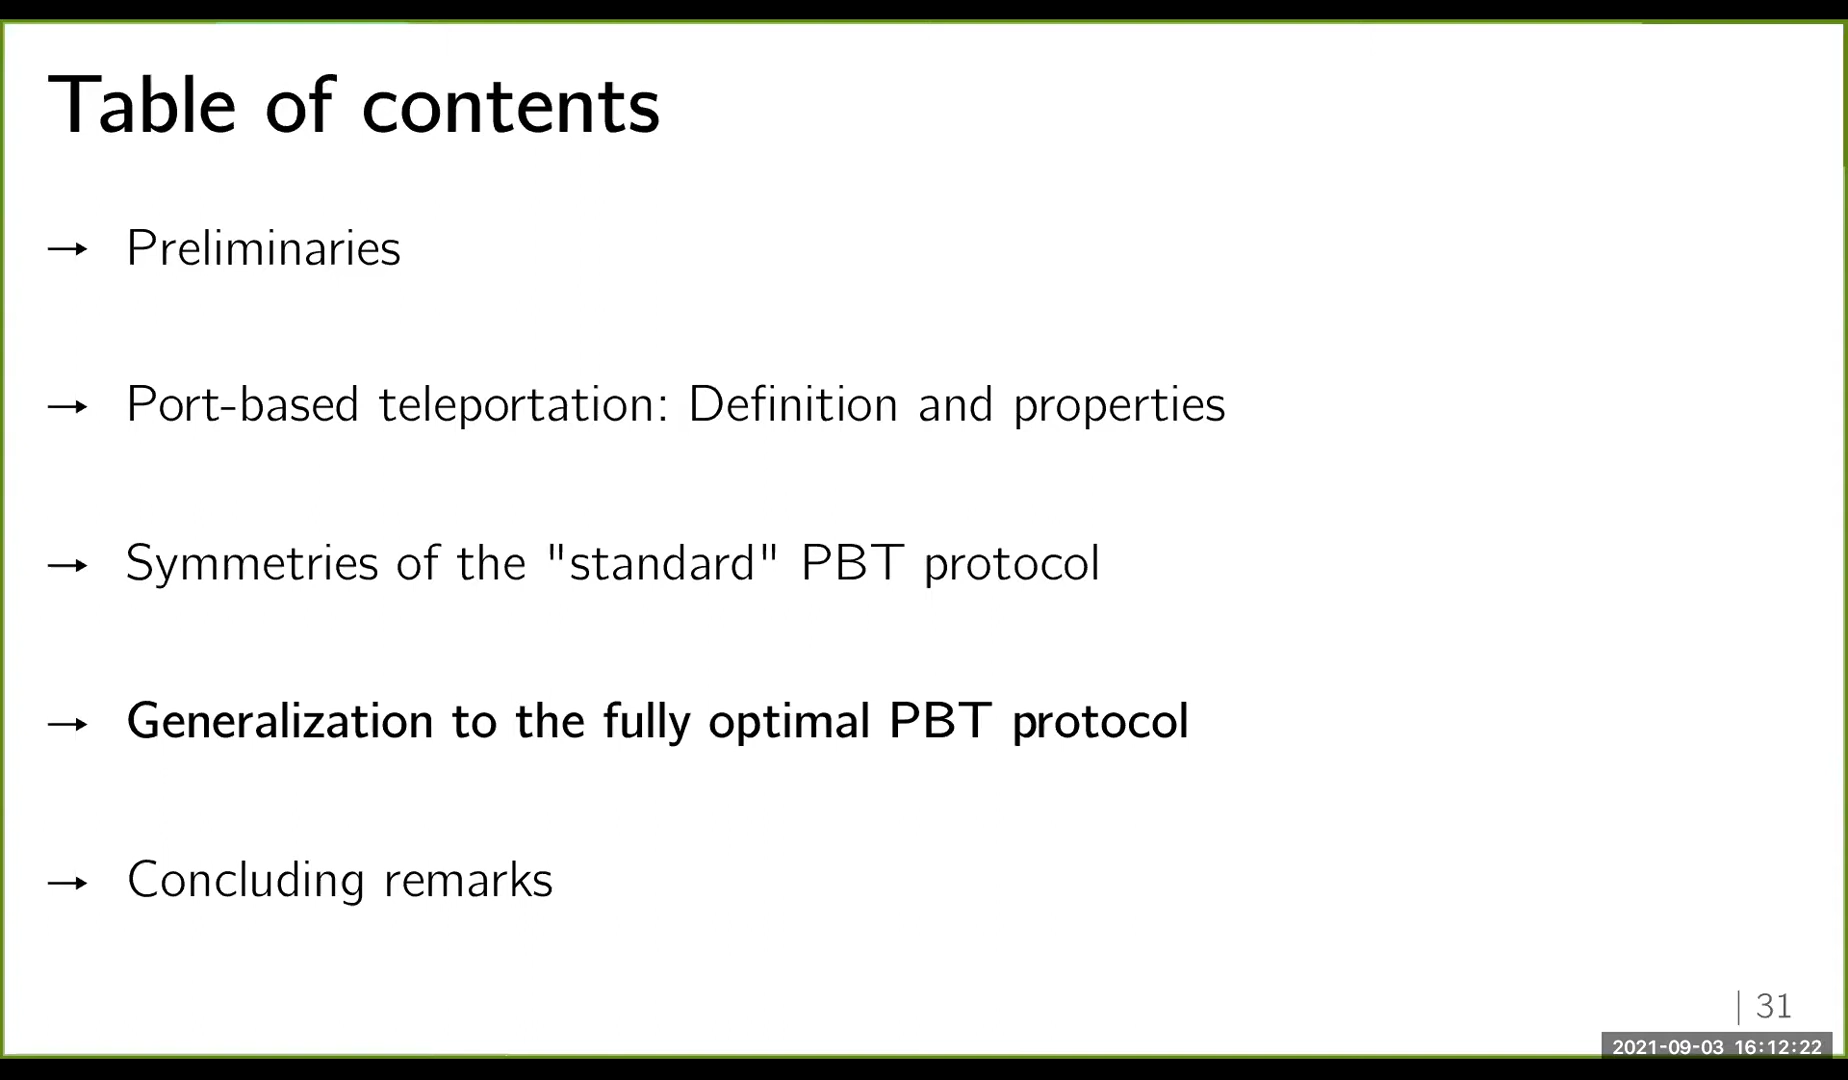 Table of contents
→ Preliminaries
→ Port-based teleportation: Definition and properties
→ Symmetries of the "standard" PBT protocol
→ Generalization to the fully optimal PBT protocol
→ Concluding remarks
| 31
2021-09-03 16:12:22